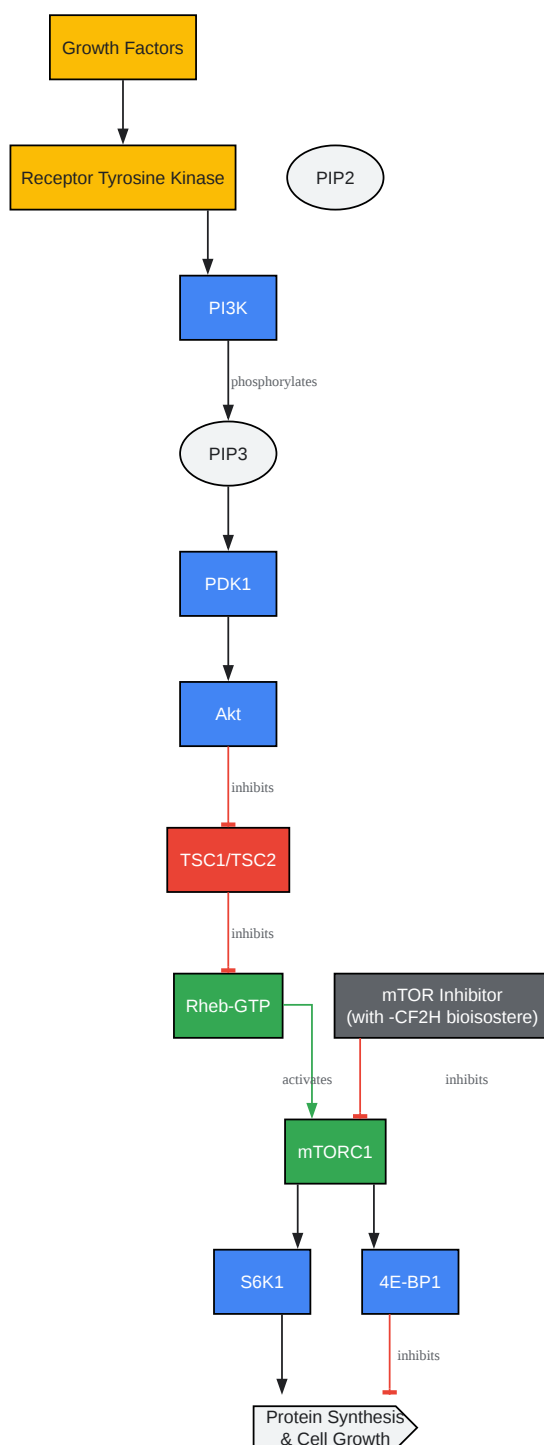 Growth Factors
Receptor Tyrosine Kinase
PIP2
PI3K
phosphorylates
PIP3
PDK1
Akt
inhibits
TSC1/TSC2
inhibits
Rheb-GTP
mTOR Inhibitor
(with -CF2H bioisostere)
activates
inhibits
mTORC1
S6K1
4E-BP1
inhibits
Protein Synthesis
& Cell Growth